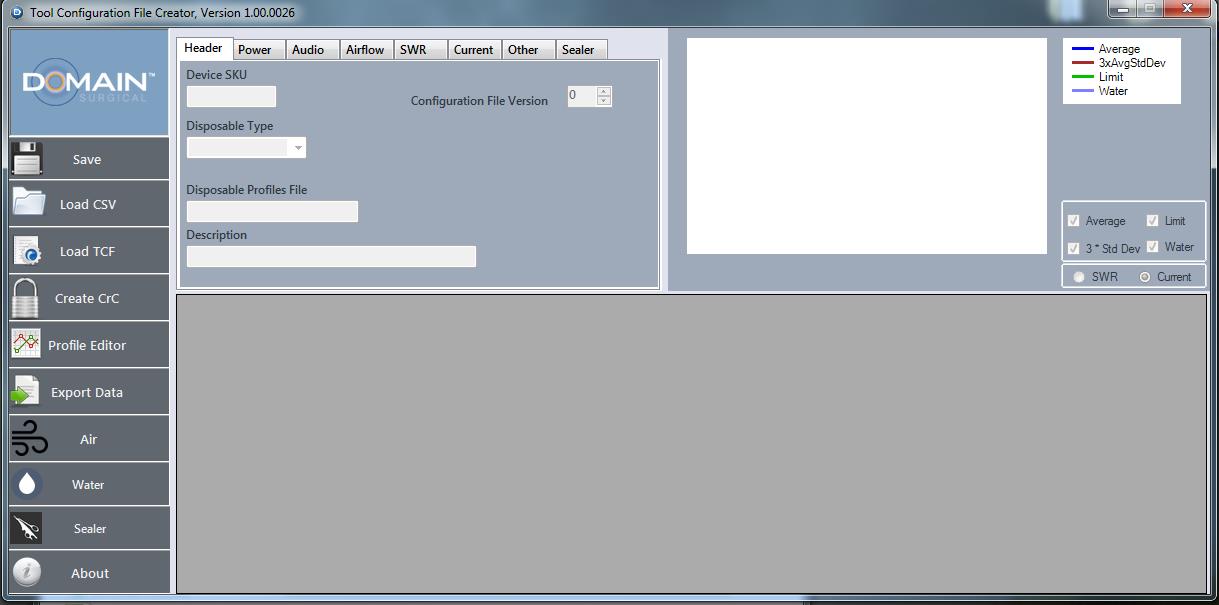 Tool Configuration File Creator, Version 1.00.0026
DOMAIN™
SURGICAL
Save
Load CSV
Load TCF
Create CrC
Profile Editor
Export Data
Air
Water
Sealer
About
Header Power Audio Airflow SWR Current Other Sealer
Device SKU
Configuration File Version 0
Disposable Type
Disposable Profiles File
Description
Average
3xAvgStdDev
Limit
Water
Average Limit
3 * Std Dev Water
SWR Current